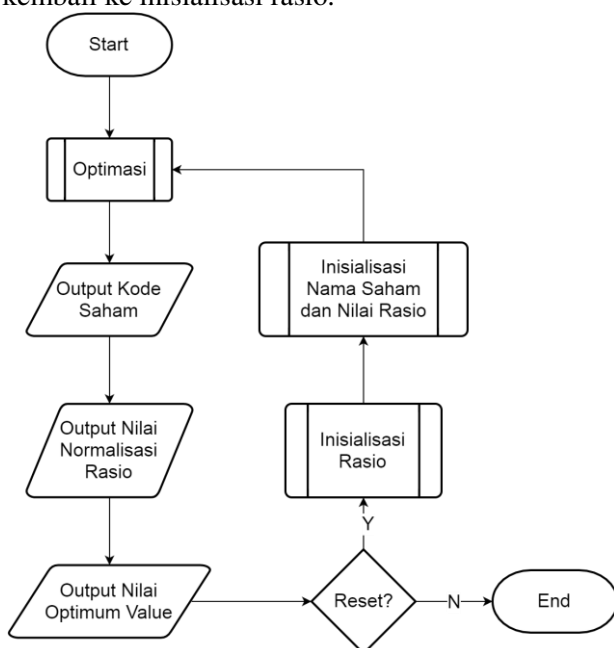 kembali ke inisialisasi rasio.
Start
Optimasi
Output Kode
Saham
Output Nilai
Normalisasi
Rasio
Output Nilai
Optimum Value
Reset?
Y
Inisialisasi
Rasio
Inisialisasi
Nama Saham
dan Nilai Rasio
N
End